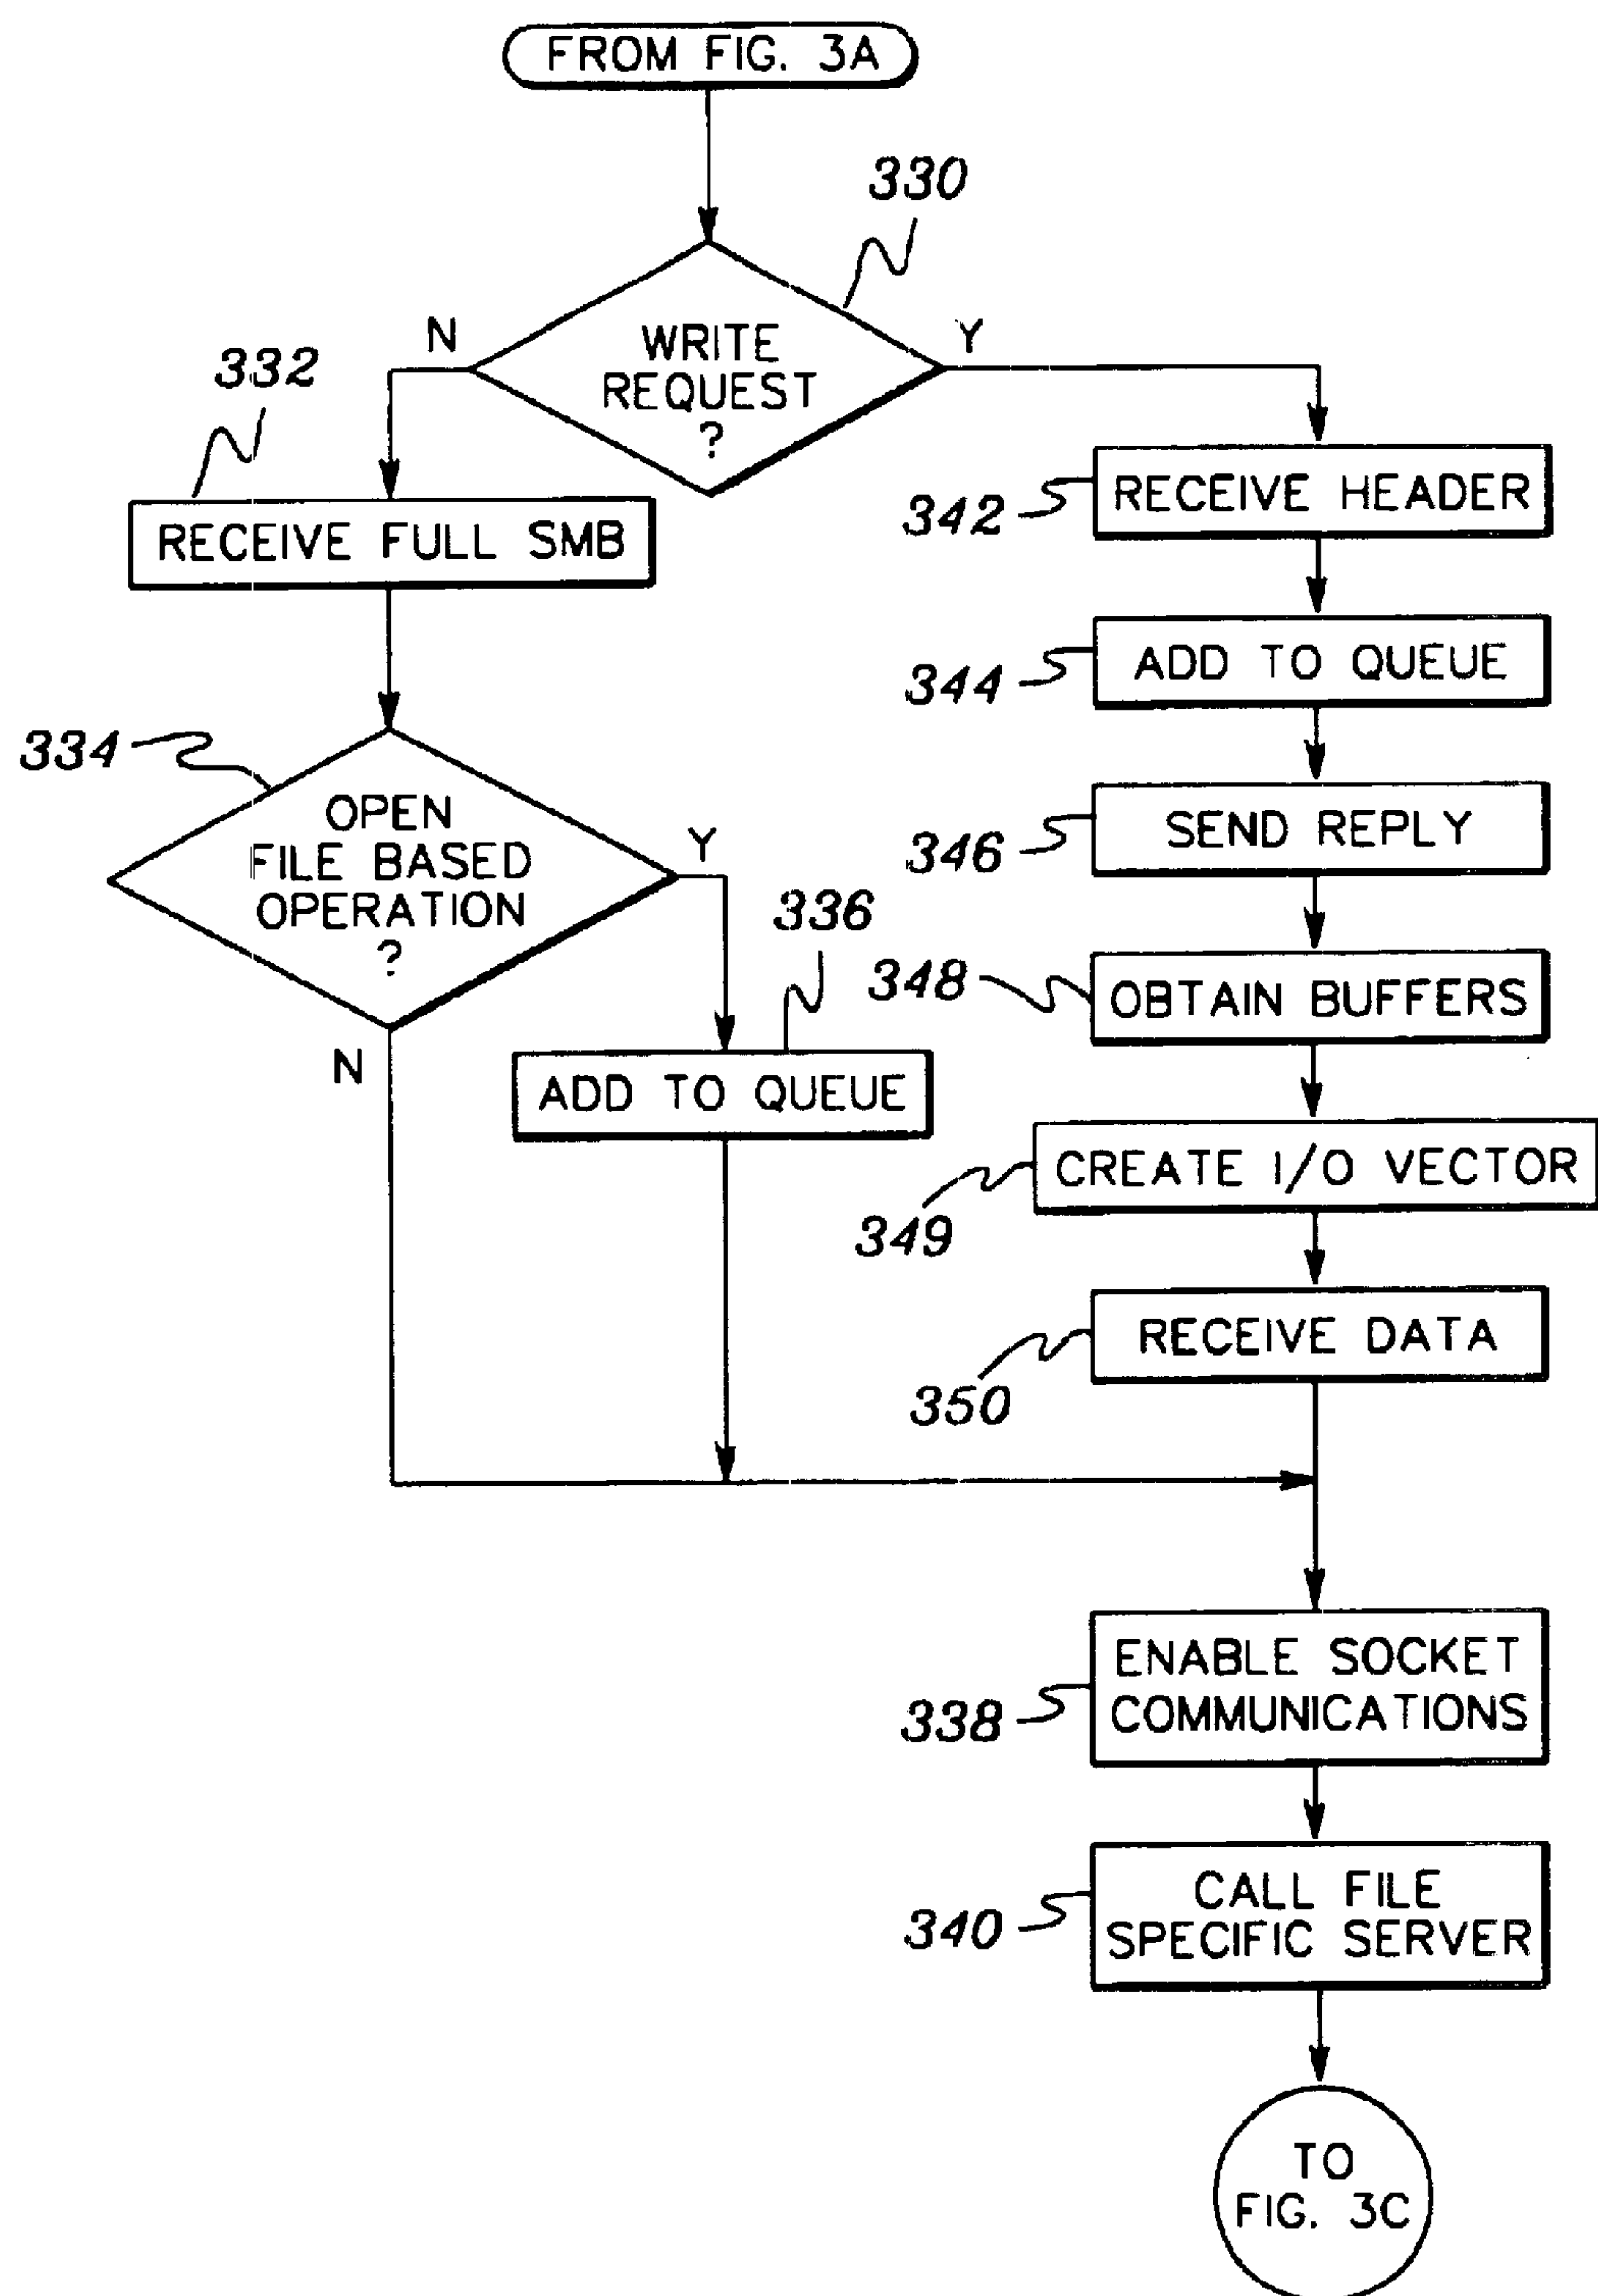 FROM FIG. 3A
330
N
Y
WRITE
REQUEST
?
332
RECEIVE FULL SMB
342
RECEIVE HEADER
344
ADD TO QUEUE
334
OPEN
FILE BASED
OPERATION
?
Y
N
336
ADD TO QUEUE
346
SEND REPLY
348
OBTAIN BUFFERS
349
CREATE I/O VECTOR
350
RECEIVE DATA
338
ENABLE SOCKET
COMMUNICATIONS
340
CALL FILE
SPECIFIC SERVER
TO
FIG. 3C